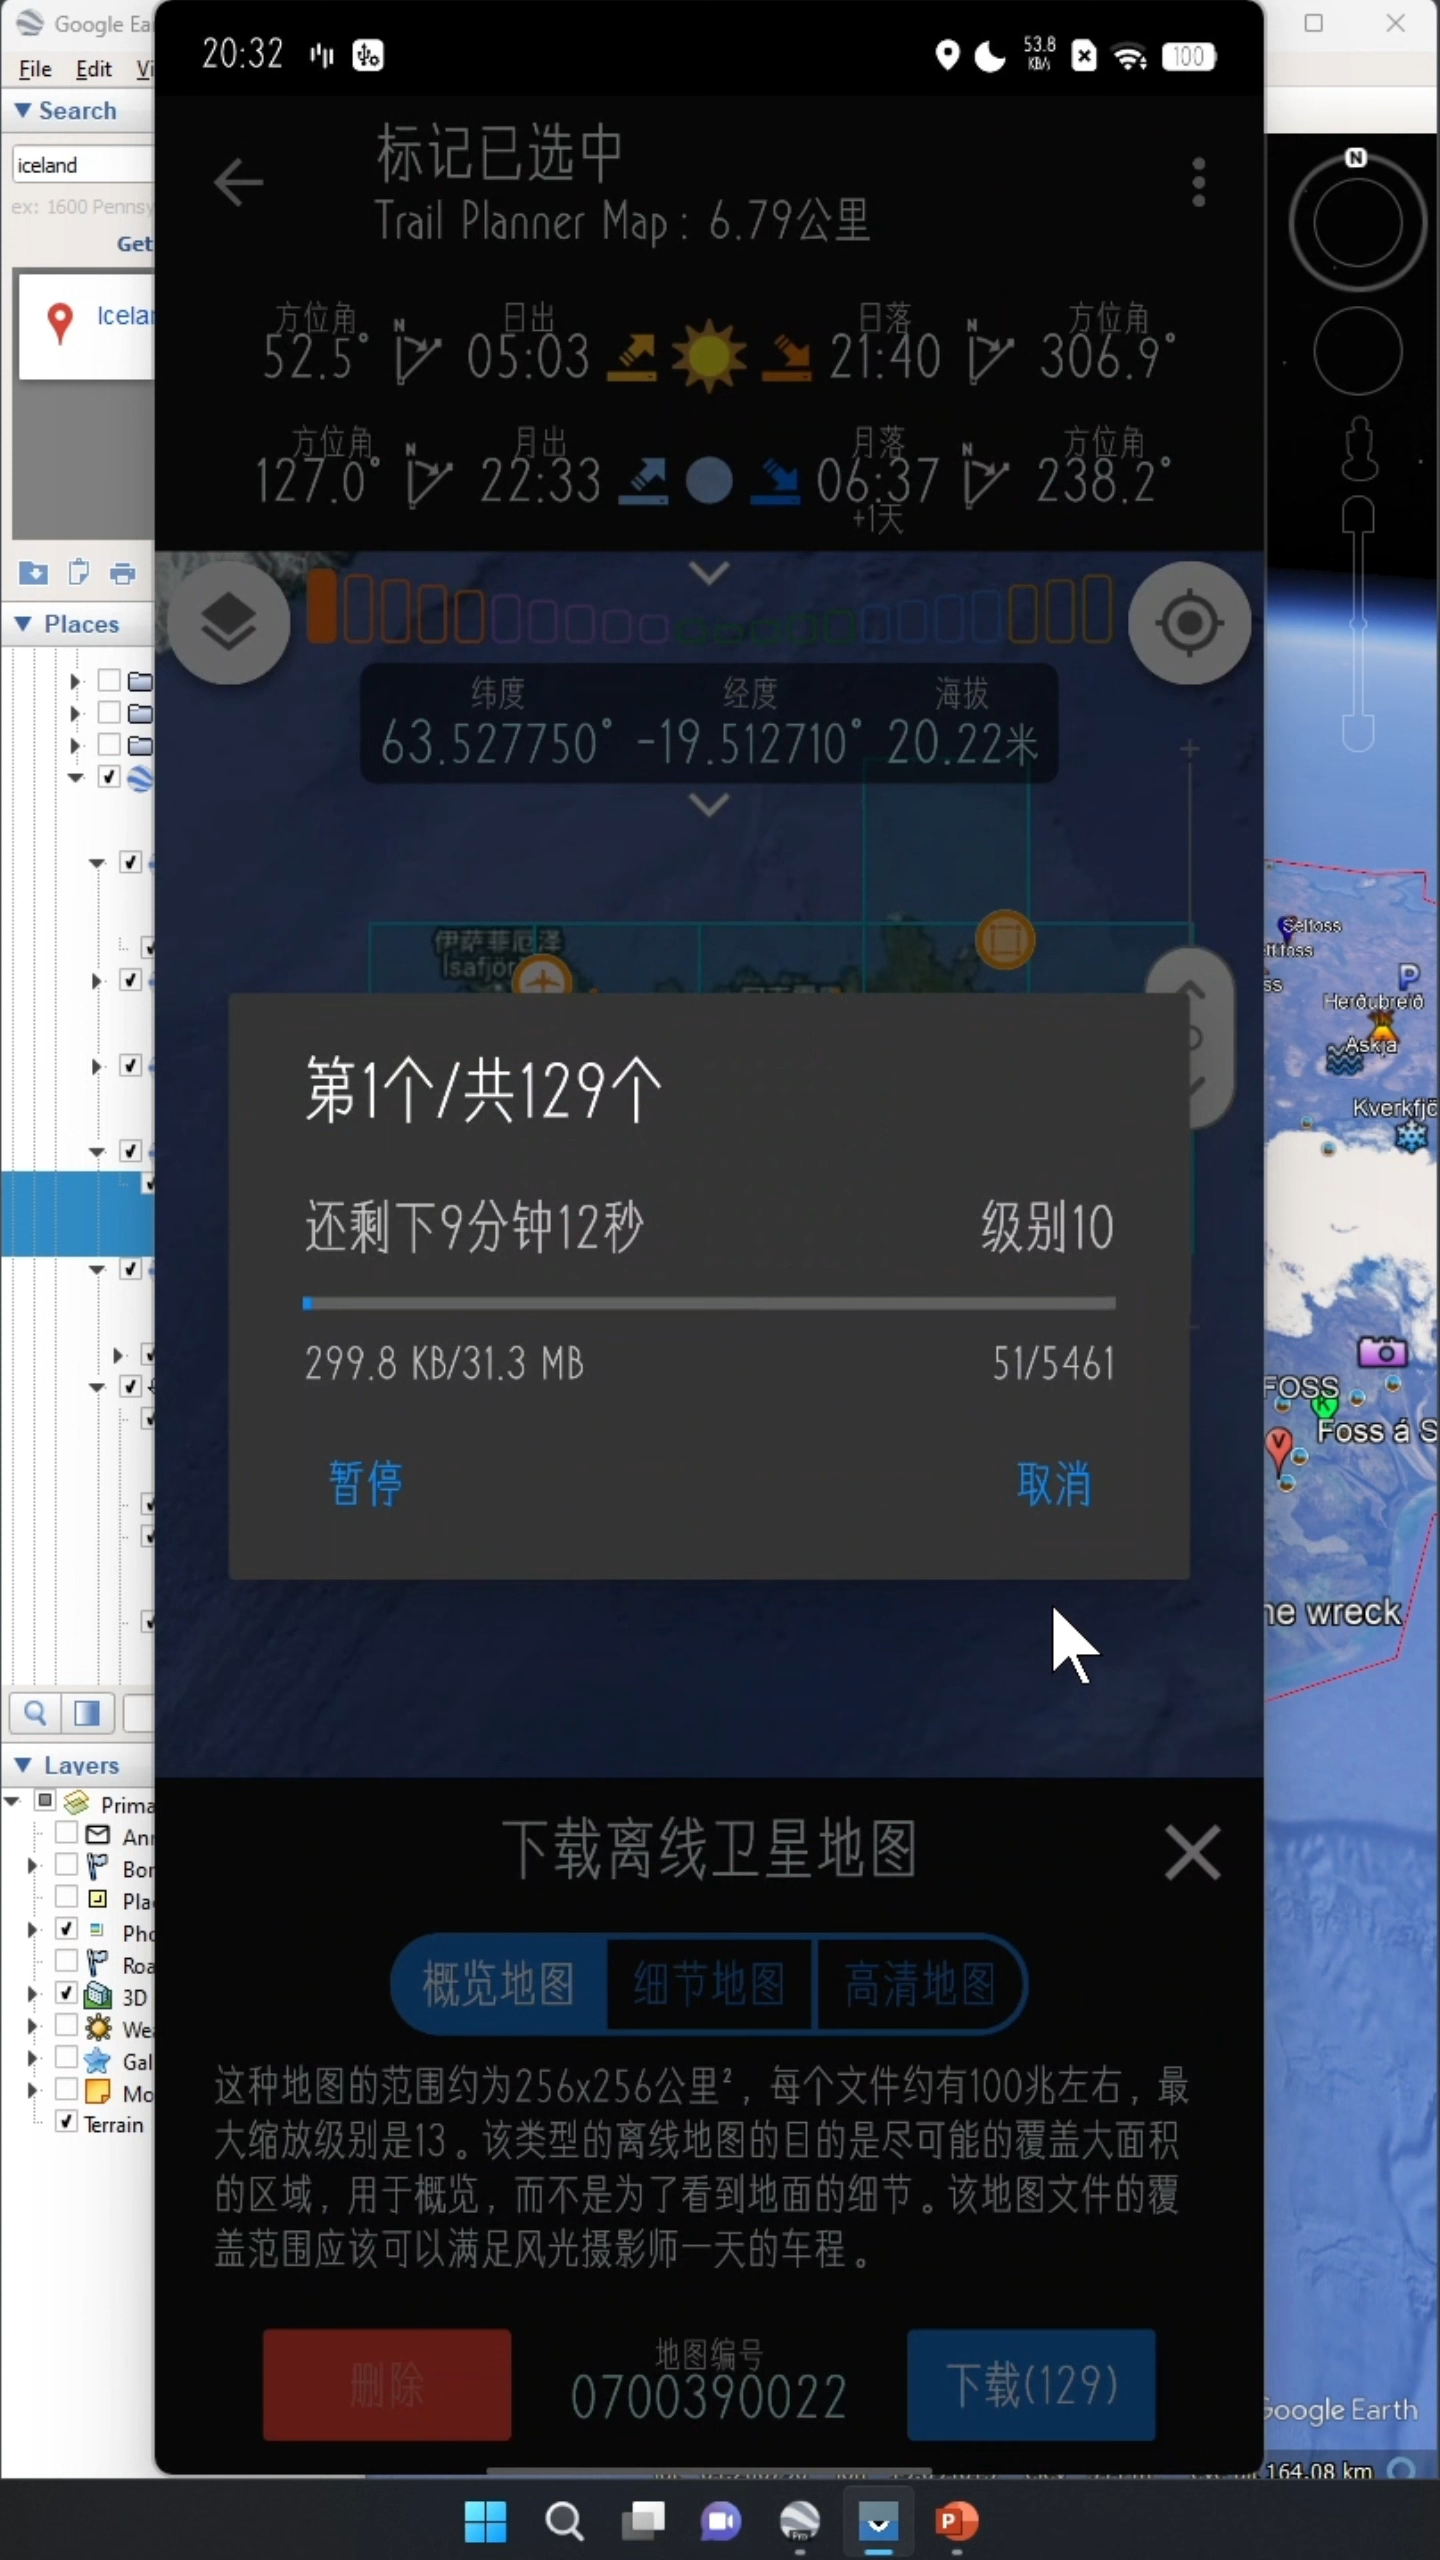 Google Ea
20:32
53.8
KB/s
100
File Edit Vi
Search
iceland
ex: 1600 Pennsy
Get
Icela
Places
标记已选中
Trail Planner Map: 6.79公里
方位角 日出 日落 方位角
52.5° N 05:03 21:40 N 306.9°
方位角 月出 月落 方位角
127.0° N 22:33 06:37 N 238.2°
+1天
纬度 经度 海拔
63.527750° -19.512710° 20.22米
伊萨菲厄泽
Isafjör
第1个/共129个
还剩下9分钟12秒 级别10
299.8 KB/31.3 MB 51/5461
暂停 取消
下载离线卫星地图
概览地图 细节地图 高清地图
这种地图的范围约为256x256公里²，每个文件约有100兆左右，最
大缩放级别是13。该类型的离线地图的目的是尽可能的覆盖大面积
的区域，用于概览，而不是为了看到地面的细节。该地图文件的覆
盖范围应该可以满足风光摄影师一天的车程。
删除
地图编号
0700390022
下载(129)
Layers
Prima
Ann
Bor
Pla
Pho
Roa
3D
Wea
Gal
Mo
Terrain
N
Selfoss
ttifoss
ss
Herðubreið
Askja
Kverkfjö
FOSS
K
Foss á S
V
P
he wreck
Google Earth
164.08 km
Pro
P